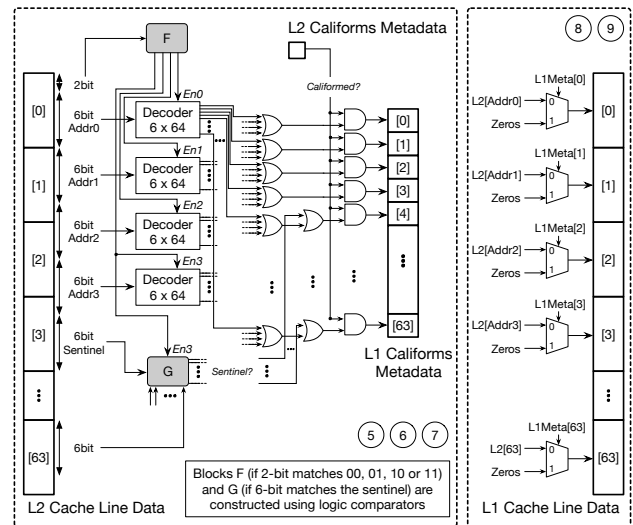 L2 Califorms Metadata
8
9
F
Califormed?
L1Meta[0]
2bit
En0
L2[Addr0]
0
[0]
Zeros
1
[0]
6bit
Addr0
Decoder
6 x 64
[0]
[1]
En1
L1Meta[1]
[1]
6bit
Addr1
Decoder
6 x 64
[2]
L2[Addr1]
0
[1]
Zeros
1
[3]
En2
[4]
6bit
Addr2
Decoder
6 x 64
L1Meta[2]
[2]
L2[Addr2]
0
[2]
Zeros
1
En3
6bit
Addr3
Decoder
6 x 64
L1Meta[3]
[3]
L2[Addr3]
0
[3]
Zeros
1
[63]
6bit
Sentinel
En3
G
Sentinel?
L1 Califorms
Metadata
L1Meta[63]
5
6
7
[63]
6bit
L2[63]
0
[63]
Zeros
1
Blocks F (if 2-bit matches 00, 01, 10 or 11)
and G (if 6-bit matches the sentinel) are
constructed using logic comparators
L2 Cache Line Data
L1 Cache Line Data